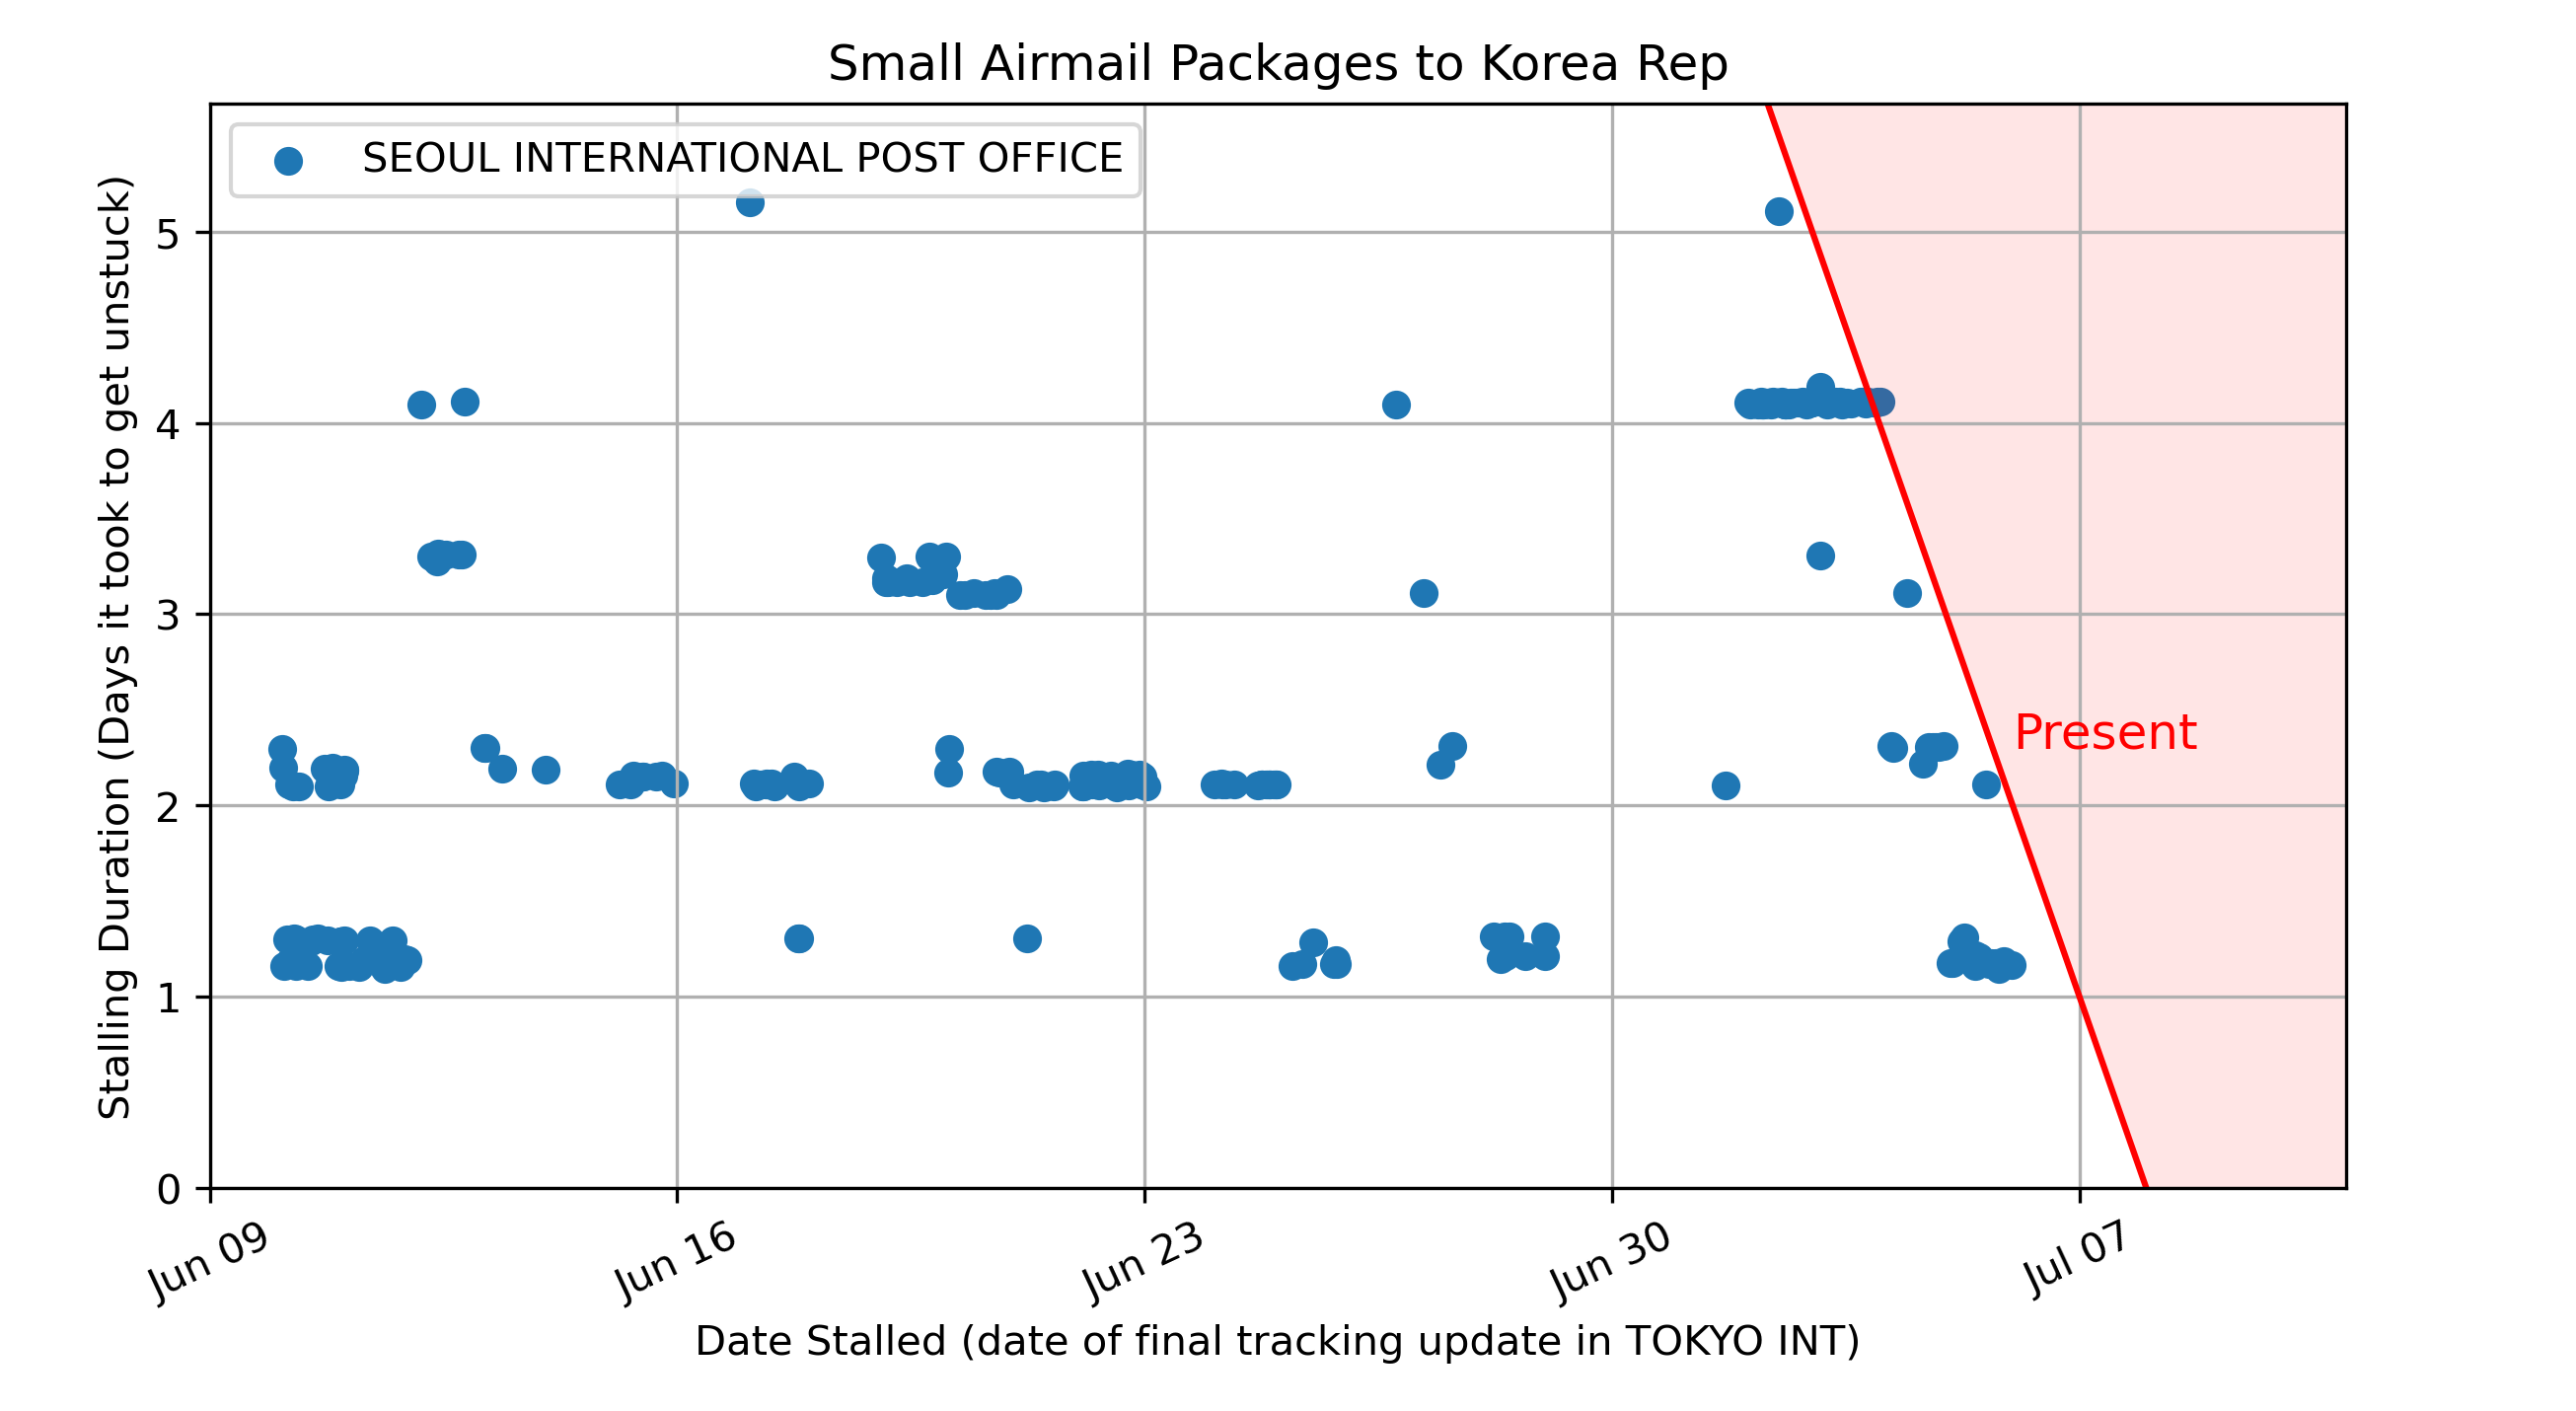 Small Airmail Packages to Korea Rep
SEOUL INTERNATIONAL POST OFFICE
Stalling Duration (Days it took to get unstuck)
5
4
3
2
1
0
Present
Jun 09
Jun 16
Jun 23
Jun 30
Jul 07
Date Stalled (date of final tracking update in TOKYO INT)